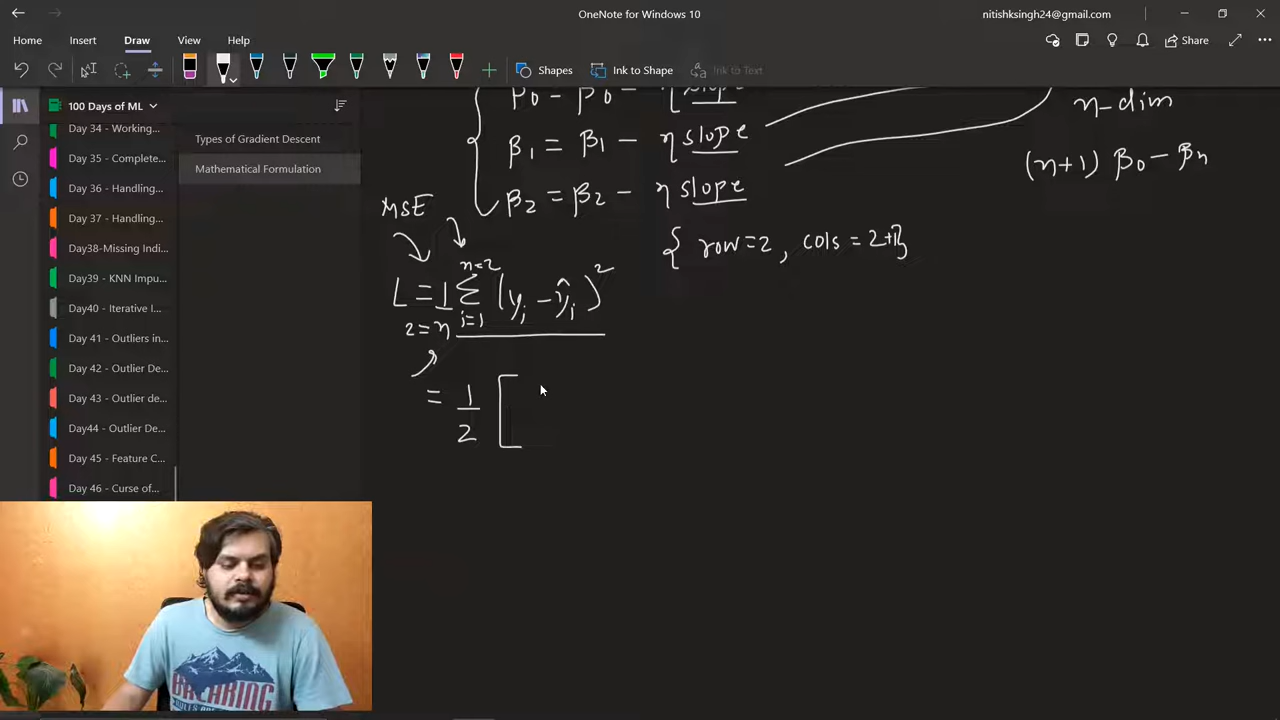 OneNote for Windows 10
nitishksingh24@gmail.com
Home Insert Draw View Help
Share
Shapes
Ink to Shape
Ink to Text
100 Days of ML
Day 34 - Working...
Day 35 - Complete...
Day 36 - Handling...
Day 37 - Handling...
Day38-Missing Indi...
Day39 - KNN Impu...
Day40 - Iterative I...
Day 41 - Outliers in...
Day 42 - Outlier De...
Day 43 - Outlier de...
Day44 - Outlier De...
Day 45 - Feature C...
Day 46 - Curse of...
Types of Gradient Descent
Mathematical Formulation
β0 - β0 - η slope
β1 = β1 - η slope
β2 = β2 - η slope
n-dim
(n+1) β0 - βn
{ row=2, cols = 2+1}
MSE
n=2
L = 1 Σ (yi - ŷi)²
2=n i=1
= 1/2 [
BREAKING